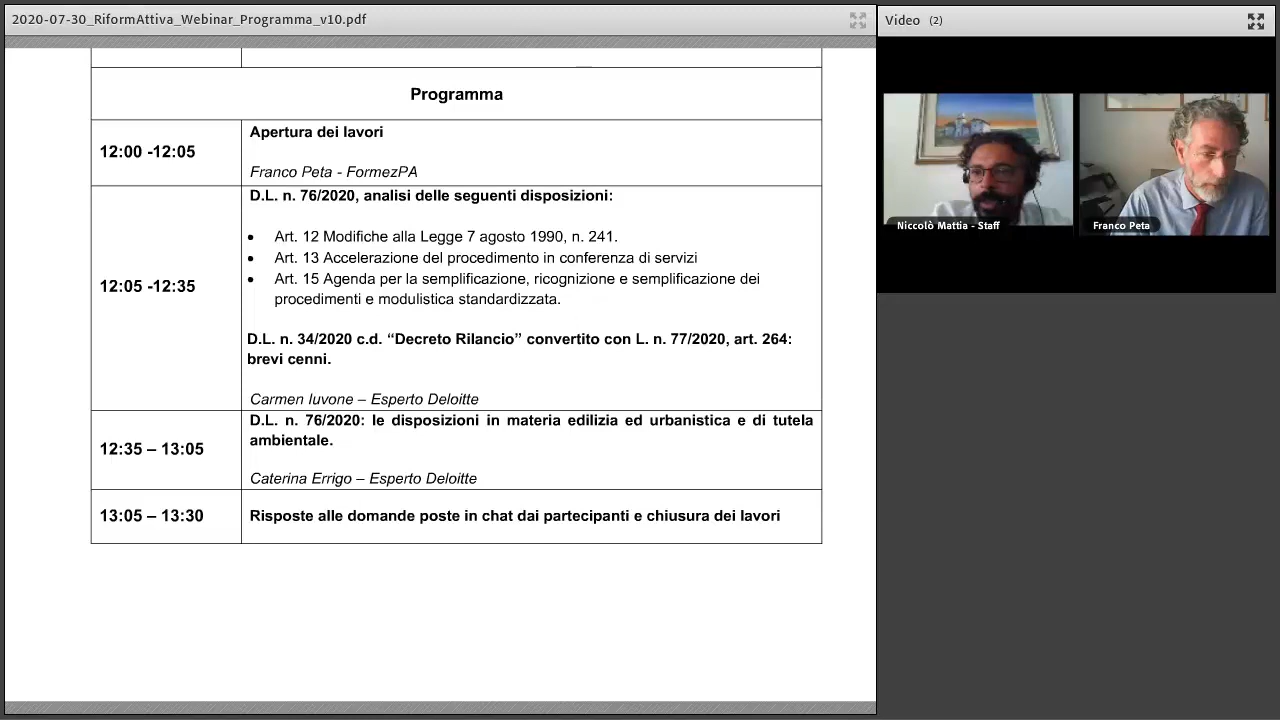 2020-07-30_RiformAttiva_Webinar_Programma_v10.pdf
Video (2)
Programma
12:00 -12:05
Apertura dei lavori
Franco Peta - FormezPA
12:05 -12:35
D.L. n. 76/2020, analisi delle seguenti disposizioni:
• Art. 12 Modifiche alla Legge 7 agosto 1990, n. 241.
• Art. 13 Accelerazione del procedimento in conferenza di servizi
• Art. 15 Agenda per la semplificazione, ricognizione e semplificazione dei
procedimenti e modulistica standardizzata.
D.L. n. 34/2020 c.d. “Decreto Rilancio” convertito con L. n. 77/2020, art. 264:
brevi cenni.
Carmen Iuvone – Esperto Deloitte
12:35 – 13:05
D.L. n. 76/2020: le disposizioni in materia edilizia ed urbanistica e di tutela
ambientale.
Caterina Errigo – Esperto Deloitte
13:05 – 13:30
Risposte alle domande poste in chat dai partecipanti e chiusura dei lavori
Niccolò Mattia - Staff
Franco Peta